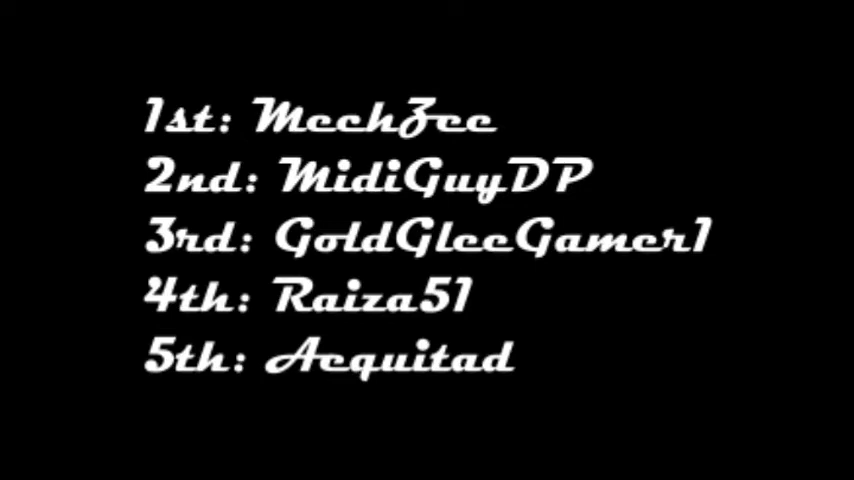 1st: MechZee
2nd: MidiGuyDP
3rd: GoldGleeGamer1
4th: Raiza51
5th: Aequitad